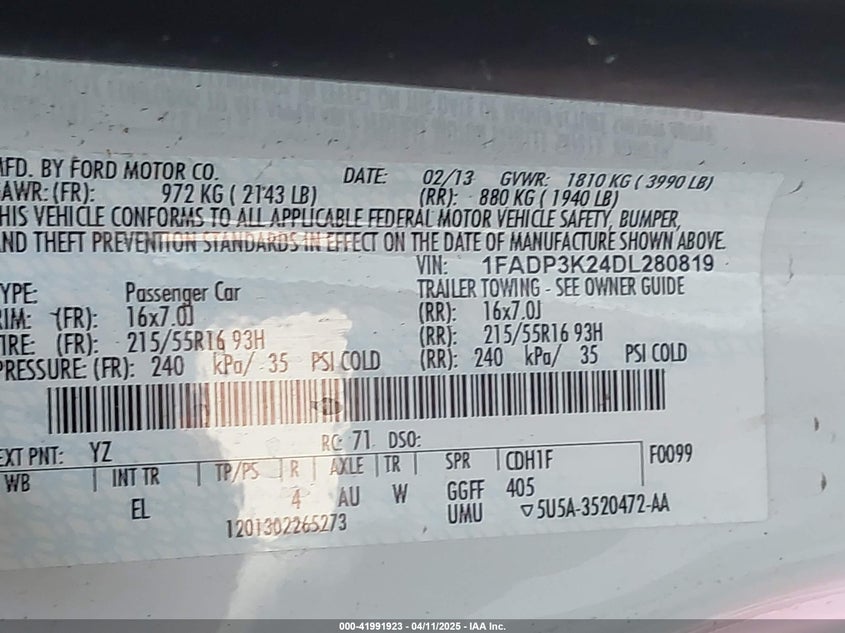 MFD. BY FORD MOTOR CO. DATE: 02/13 GVWR: 1810 KG ( 3990 LB)
GAWR: (FR): 972 KG ( 2143 LB) (RR): 880 KG ( 1940 LB)
THIS VEHICLE CONFORMS TO ALL APPLICABLE FEDERAL MOTOR VEHICLE SAFETY, BUMPER,
AND THEFT PREVENTION STANDARDS IN EFFECT ON THE DATE OF MANUFACTURE SHOWN ABOVE.
VIN: 1FADP3K24DL280819
TYPE: Passenger Car TRAILER TOWING - SEE OWNER GUIDE
RIM: (FR): 16x7.0J (RR): 16x7.0J
TIRE: (FR): 215/55R16 93H (RR): 215/55R16 93H
PRESSURE: (FR): 240 kPa/ 35 PSI COLD (RR): 240 kPa/ 35 PSI COLD
EXT PNT: YZ RC: 71 DSO: F0099
WB INT TR TP/PS R AXLE TR SPR CDH1F
EL 4 AU W GGFF 405
UMU ▽5U5A-3520472-AA
1201302265273
000-41991923 - 04/11/2025 - IAA Inc.